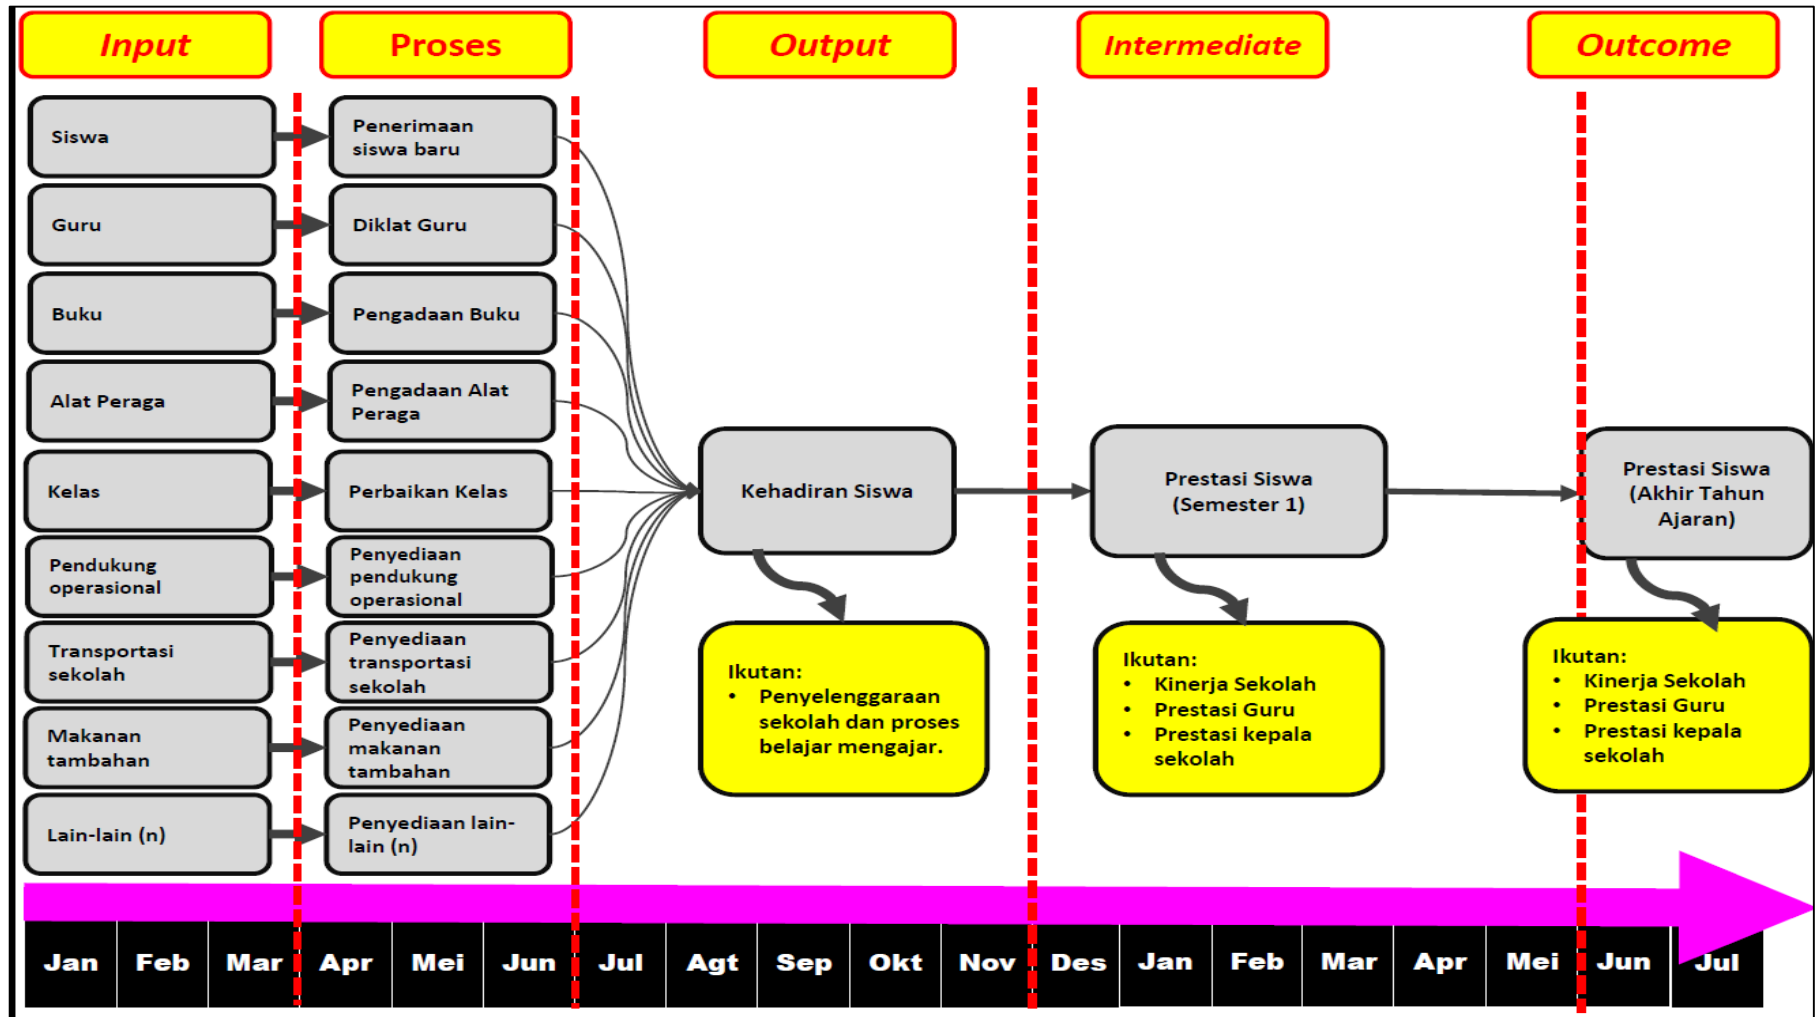 Input
Proses
Output
Intermediate
Outcome
Siswa
Penerimaan
siswa baru
Guru
Diklat Guru
Buku
Pengadaan Buku
Alat Peraga
Pengadaan Alat
Peraga
Kelas
Perbaikan Kelas
Pendukung
operasional
Penyediaan
pendukung
operasional
Transportasi
sekolah
Penyediaan
transportasi
sekolah
Makanan
tambahan
Penyediaan
makanan
tambahan
Lain-lain (n)
Penyediaan lain-
lain (n)
Kehadiran Siswa
Ikutan:
• Penyelenggaraan
sekolah dan proses
belajar mengajar.
Prestasi Siswa
(Semester 1)
Ikutan:
• Kinerja Sekolah
• Prestasi Guru
• Prestasi kepala
sekolah
Prestasi Siswa
(Akhir Tahun
Ajaran)
Ikutan:
• Kinerja Sekolah
• Prestasi Guru
• Prestasi kepala
sekolah
Jan Feb Mar Apr Mei Jun Jul Agt Sep Okt Nov Des Jan Feb Mar Apr Mei Jun Jul